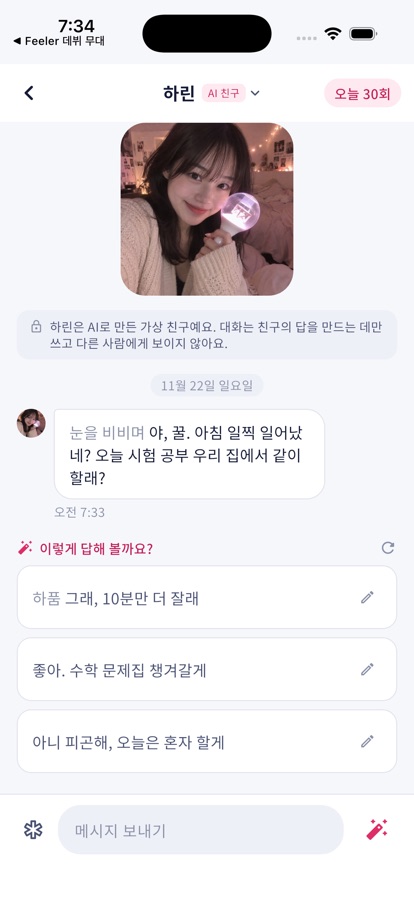 7:34
◀ Feeler 데뷔 무대
하린 AI 친구
오늘 30회
하린은 AI로 만든 가상 친구예요. 대화는 친구의 답을 만드는 데만
쓰고 다른 사람에게 보이지 않아요.
11월 22일 일요일
눈을 비비며 야, 꿀. 아침 일찍 일어났
네? 오늘 시험 공부 우리 집에서 같이
할래?
오전 7:33
이렇게 답해 볼까요?
하품 그래, 10분만 더 잘래
좋아. 수학 문제집 챙겨갈게
아니 피곤해, 오늘은 혼자 할게
메시지 보내기